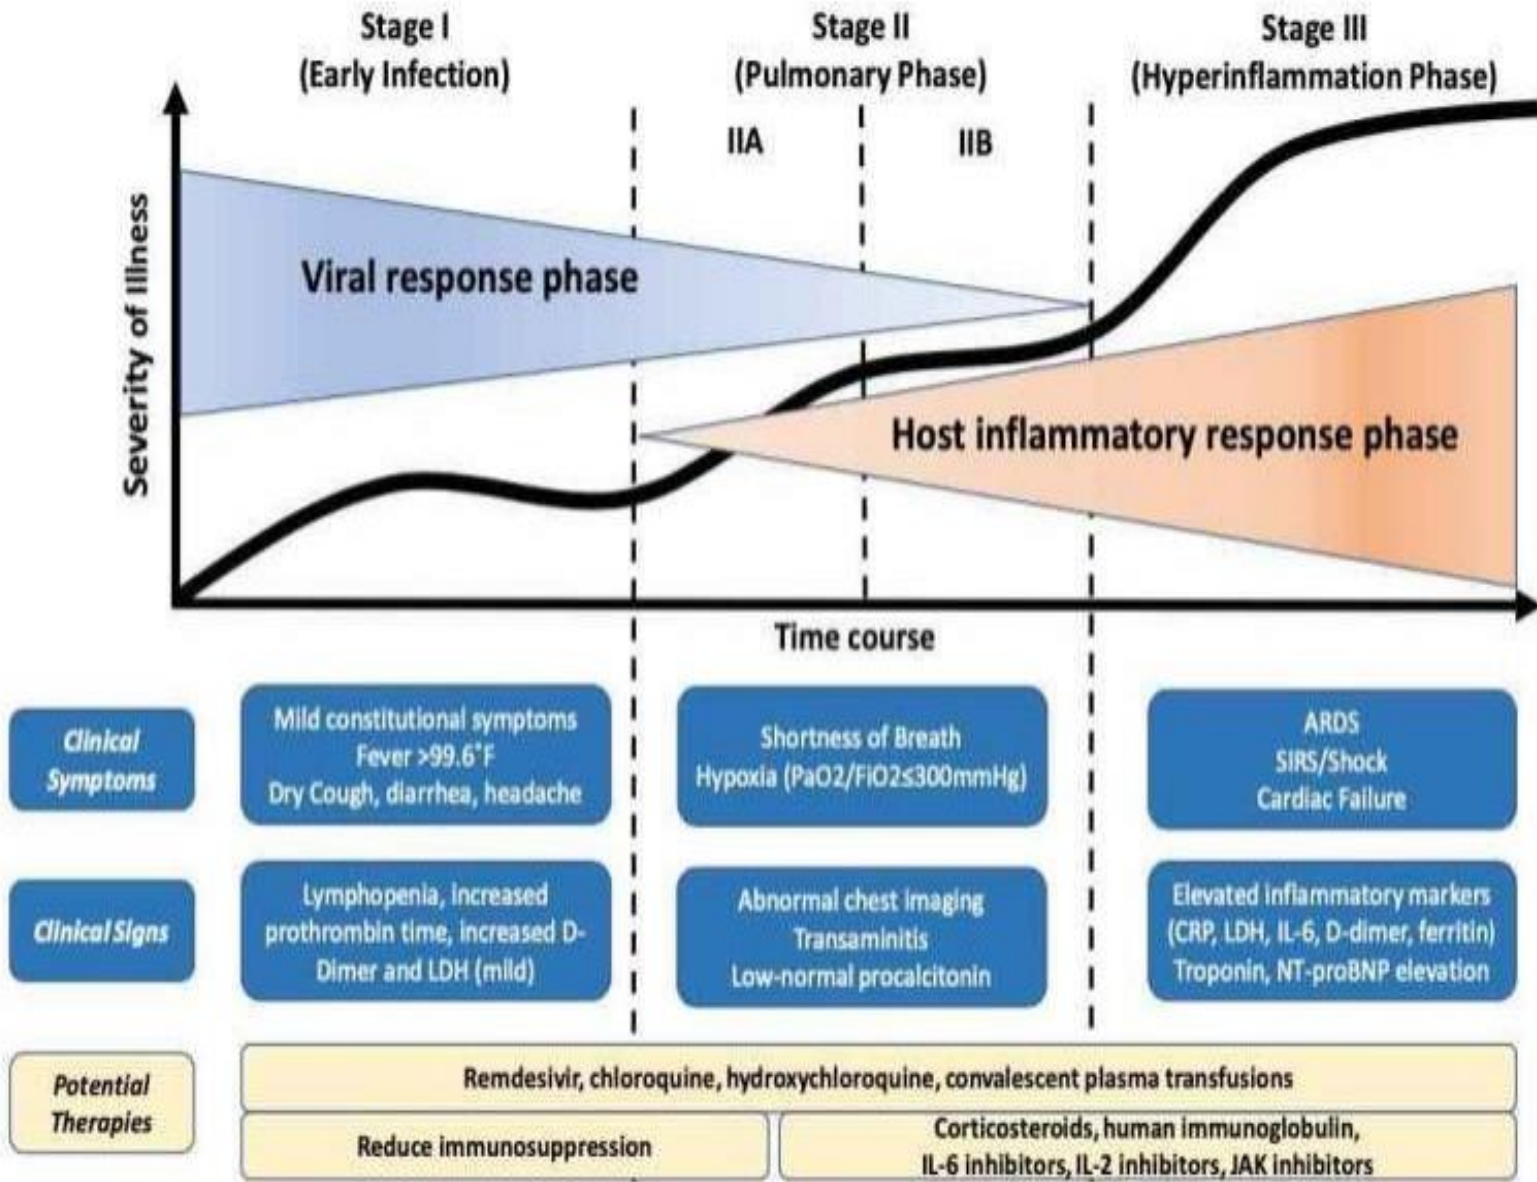 Stage I
(Early Infection)
Stage II
(Pulmonary Phase)
Stage III
(Hyperinflammation Phase)
IIA
IIB
Severity of Illness
Viral response phase
Host inflammatory response phase
Time course
Clinical
Symptoms
Mild constitutional symptoms
Fever >99.6°F
Dry Cough, diarrhea, headache
Shortness of Breath
Hypoxia (PaO2/FiO2≤300mmHg)
ARDS
SIRS/Shock
Cardiac Failure
Clinical Signs
Lymphopenia, increased
prothrombin time, increased D-
Dimer and LDH (mild)
Abnormal chest imaging
Transaminitis
Low-normal procalcitonin
Elevated inflammatory markers
(CRP, LDH, IL-6, D-dimer, ferritin)
Troponin, NT-proBNP elevation
Potential
Therapies
Remdesivir, chloroquine, hydroxychloroquine, convalescent plasma transfusions
Reduce immunosuppression
Corticosteroids, human immunoglobulin,
IL-6 inhibitors, IL-2 inhibitors, JAK inhibitors